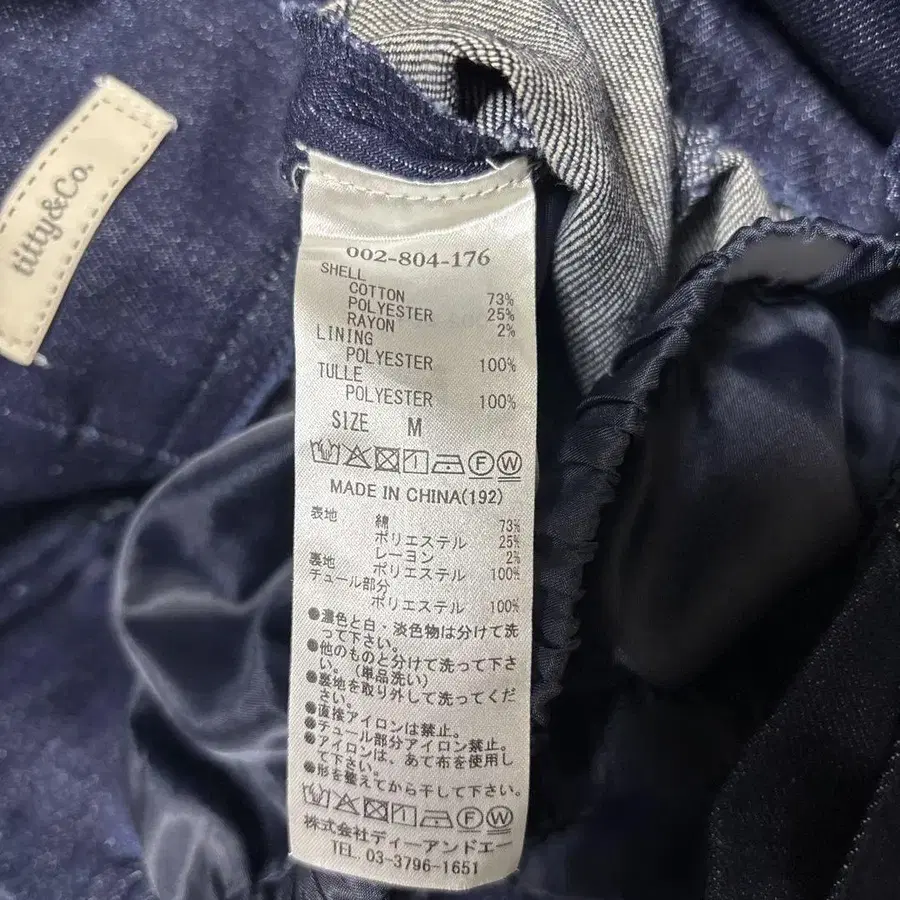 titty&Co.
002-804-176
SHELL
COTTON 73%
POLYESTER 25%
RAYON 2%
LINING
POLYESTER 100%
TULLE
POLYESTER 100%
SIZE M
MADE IN CHINA(192)
表地 綿 73%
ポリエステル 25%
レーヨン 2%
裏地 ポリエステル 100%
チュール部分
ポリエステル 100%
●濃色と白・淡色物は分けて洗
って下さい。
●他のものと分けて洗って下さ
い。(単品洗い)
●裏地を取り外して洗ってくだ
さい。
●直接アイロンは禁止。
●チュール部分アイロン禁止。
●アイロンは、あて布を使用し
て下さい。
●形を整えてから干して下さい。
株式会社ディーアンドエー
TEL. 03-3796-1651